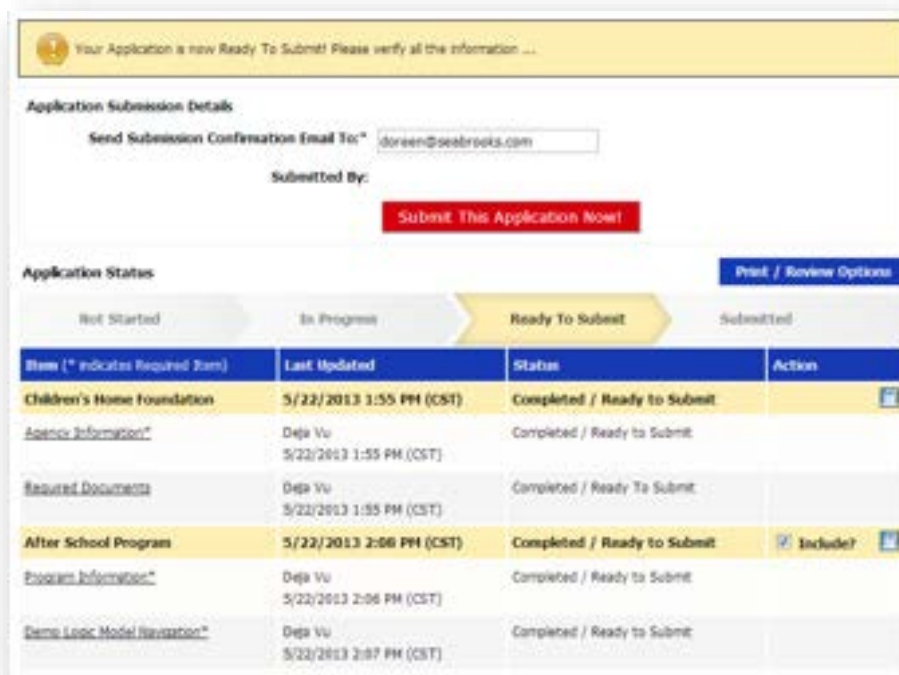 Your Application is now Ready To Submit! Please verify all the information ...
Application Submission Details
Send Submission Confirmation Email To:* doreen@seabrooks.com
Submitted By:
Submit This Application Now!
Application Status
Print / Review Options
Not Started In Progress Ready To Submit Submitted
Item (* indicates Required Item) Last Updated Status Action
Children's Home Foundation 5/22/2013 1:55 PM (CST) Completed / Ready to Submit
Agency Information* Deja Vu Completed / Ready to Submit
5/22/2013 1:55 PM (CST)
Required Documents Deja Vu Completed / Ready To Submit
5/22/2013 1:55 PM (CST)
After School Program 5/22/2013 2:08 PM (CST) Completed / Ready to Submit Include?
Program Information* Deja Vu Completed / Ready to Submit
5/22/2013 2:06 PM (CST)
Demo Logic Model Navigation* Deja Vu Completed / Ready to Submit
5/22/2013 2:07 PM (CST)